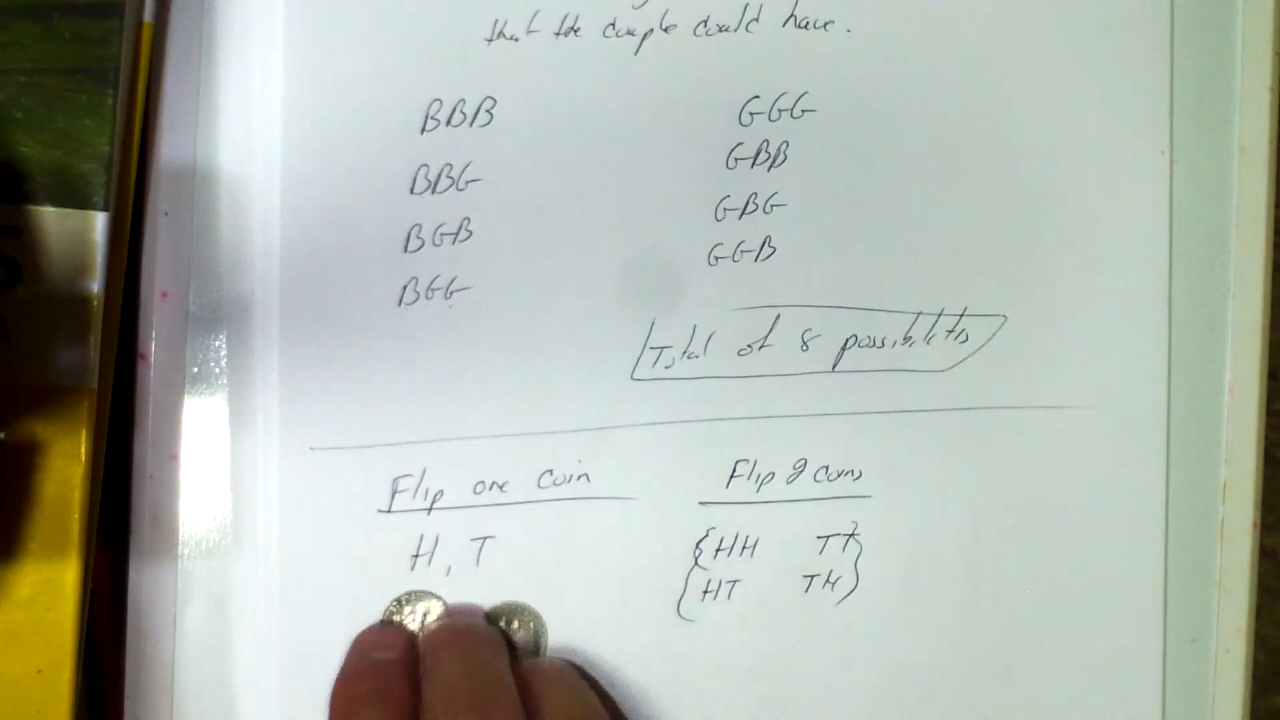 that the couple could have.
BBB
BBG
BGB
BGG
GGG
GBB
GBG
GGB
Total of 8 possibilities
Flip one coin
H, T
Flip 2 coins
{HH TT}
{HT TH}